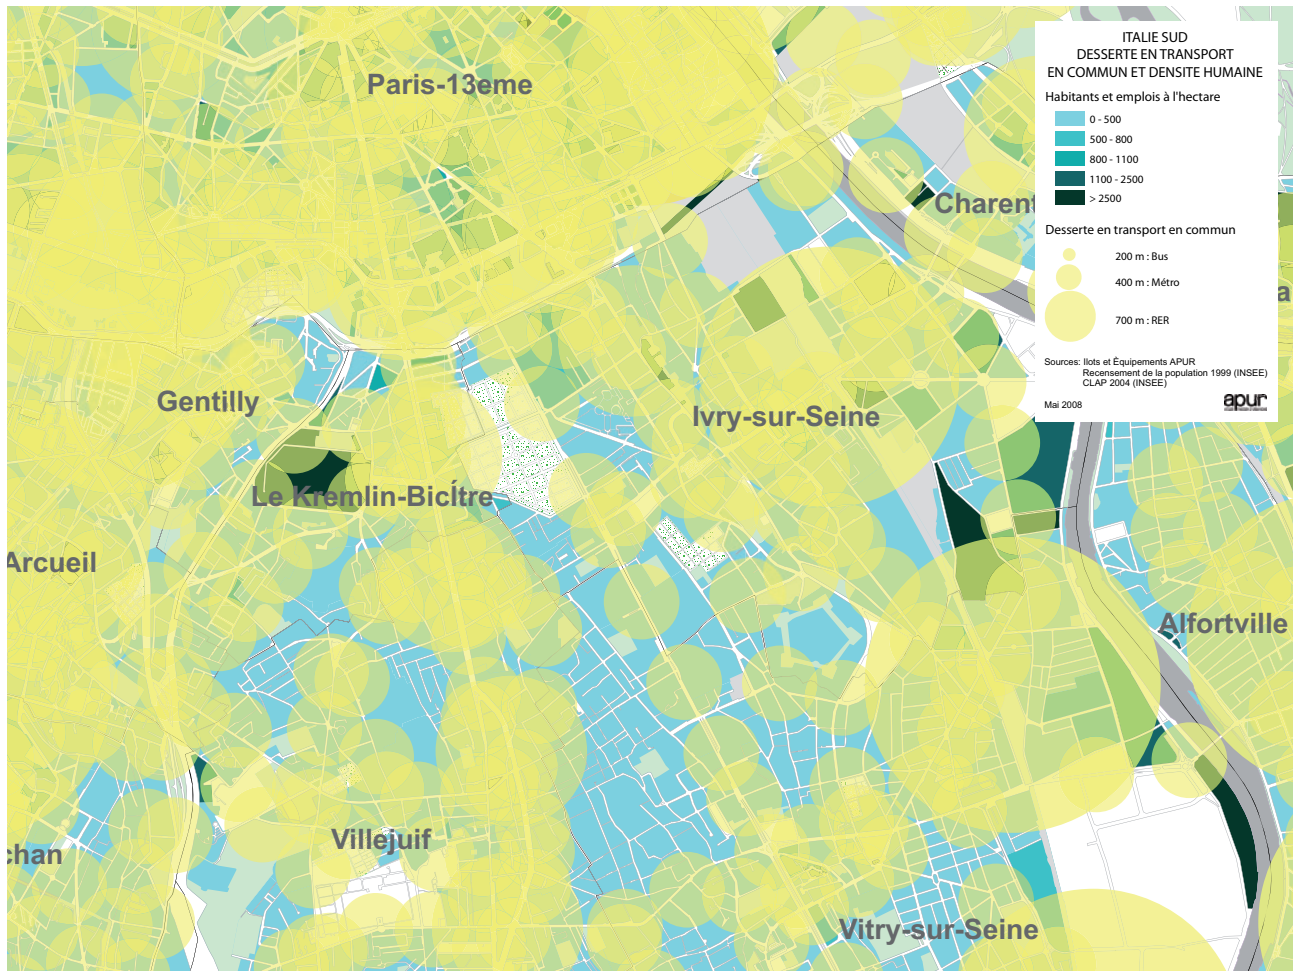 ITALIE SUD
DESSERTE EN TRANSPORT
EN COMMUN ET DENSITE HUMAINE
Habitants et emplois à l'hectare
0 - 500
500 - 800
800 - 1100
1100 - 2500
> 2500
Desserte en transport en commun
200 m : Bus
400 m : Métro
700 m : RER
Sources: Ilots et Équipements APUR
Recensement de la population 1999 (INSEE)
CLAP 2004 (INSEE)
Mai 2008
apur
Paris-13eme
Charent
a
Gentilly
Ivry-sur-Seine
Le Kremlin-BicÍtre
Arcueil
Alfortville
Villejuif
chan
Vitry-sur-Seine